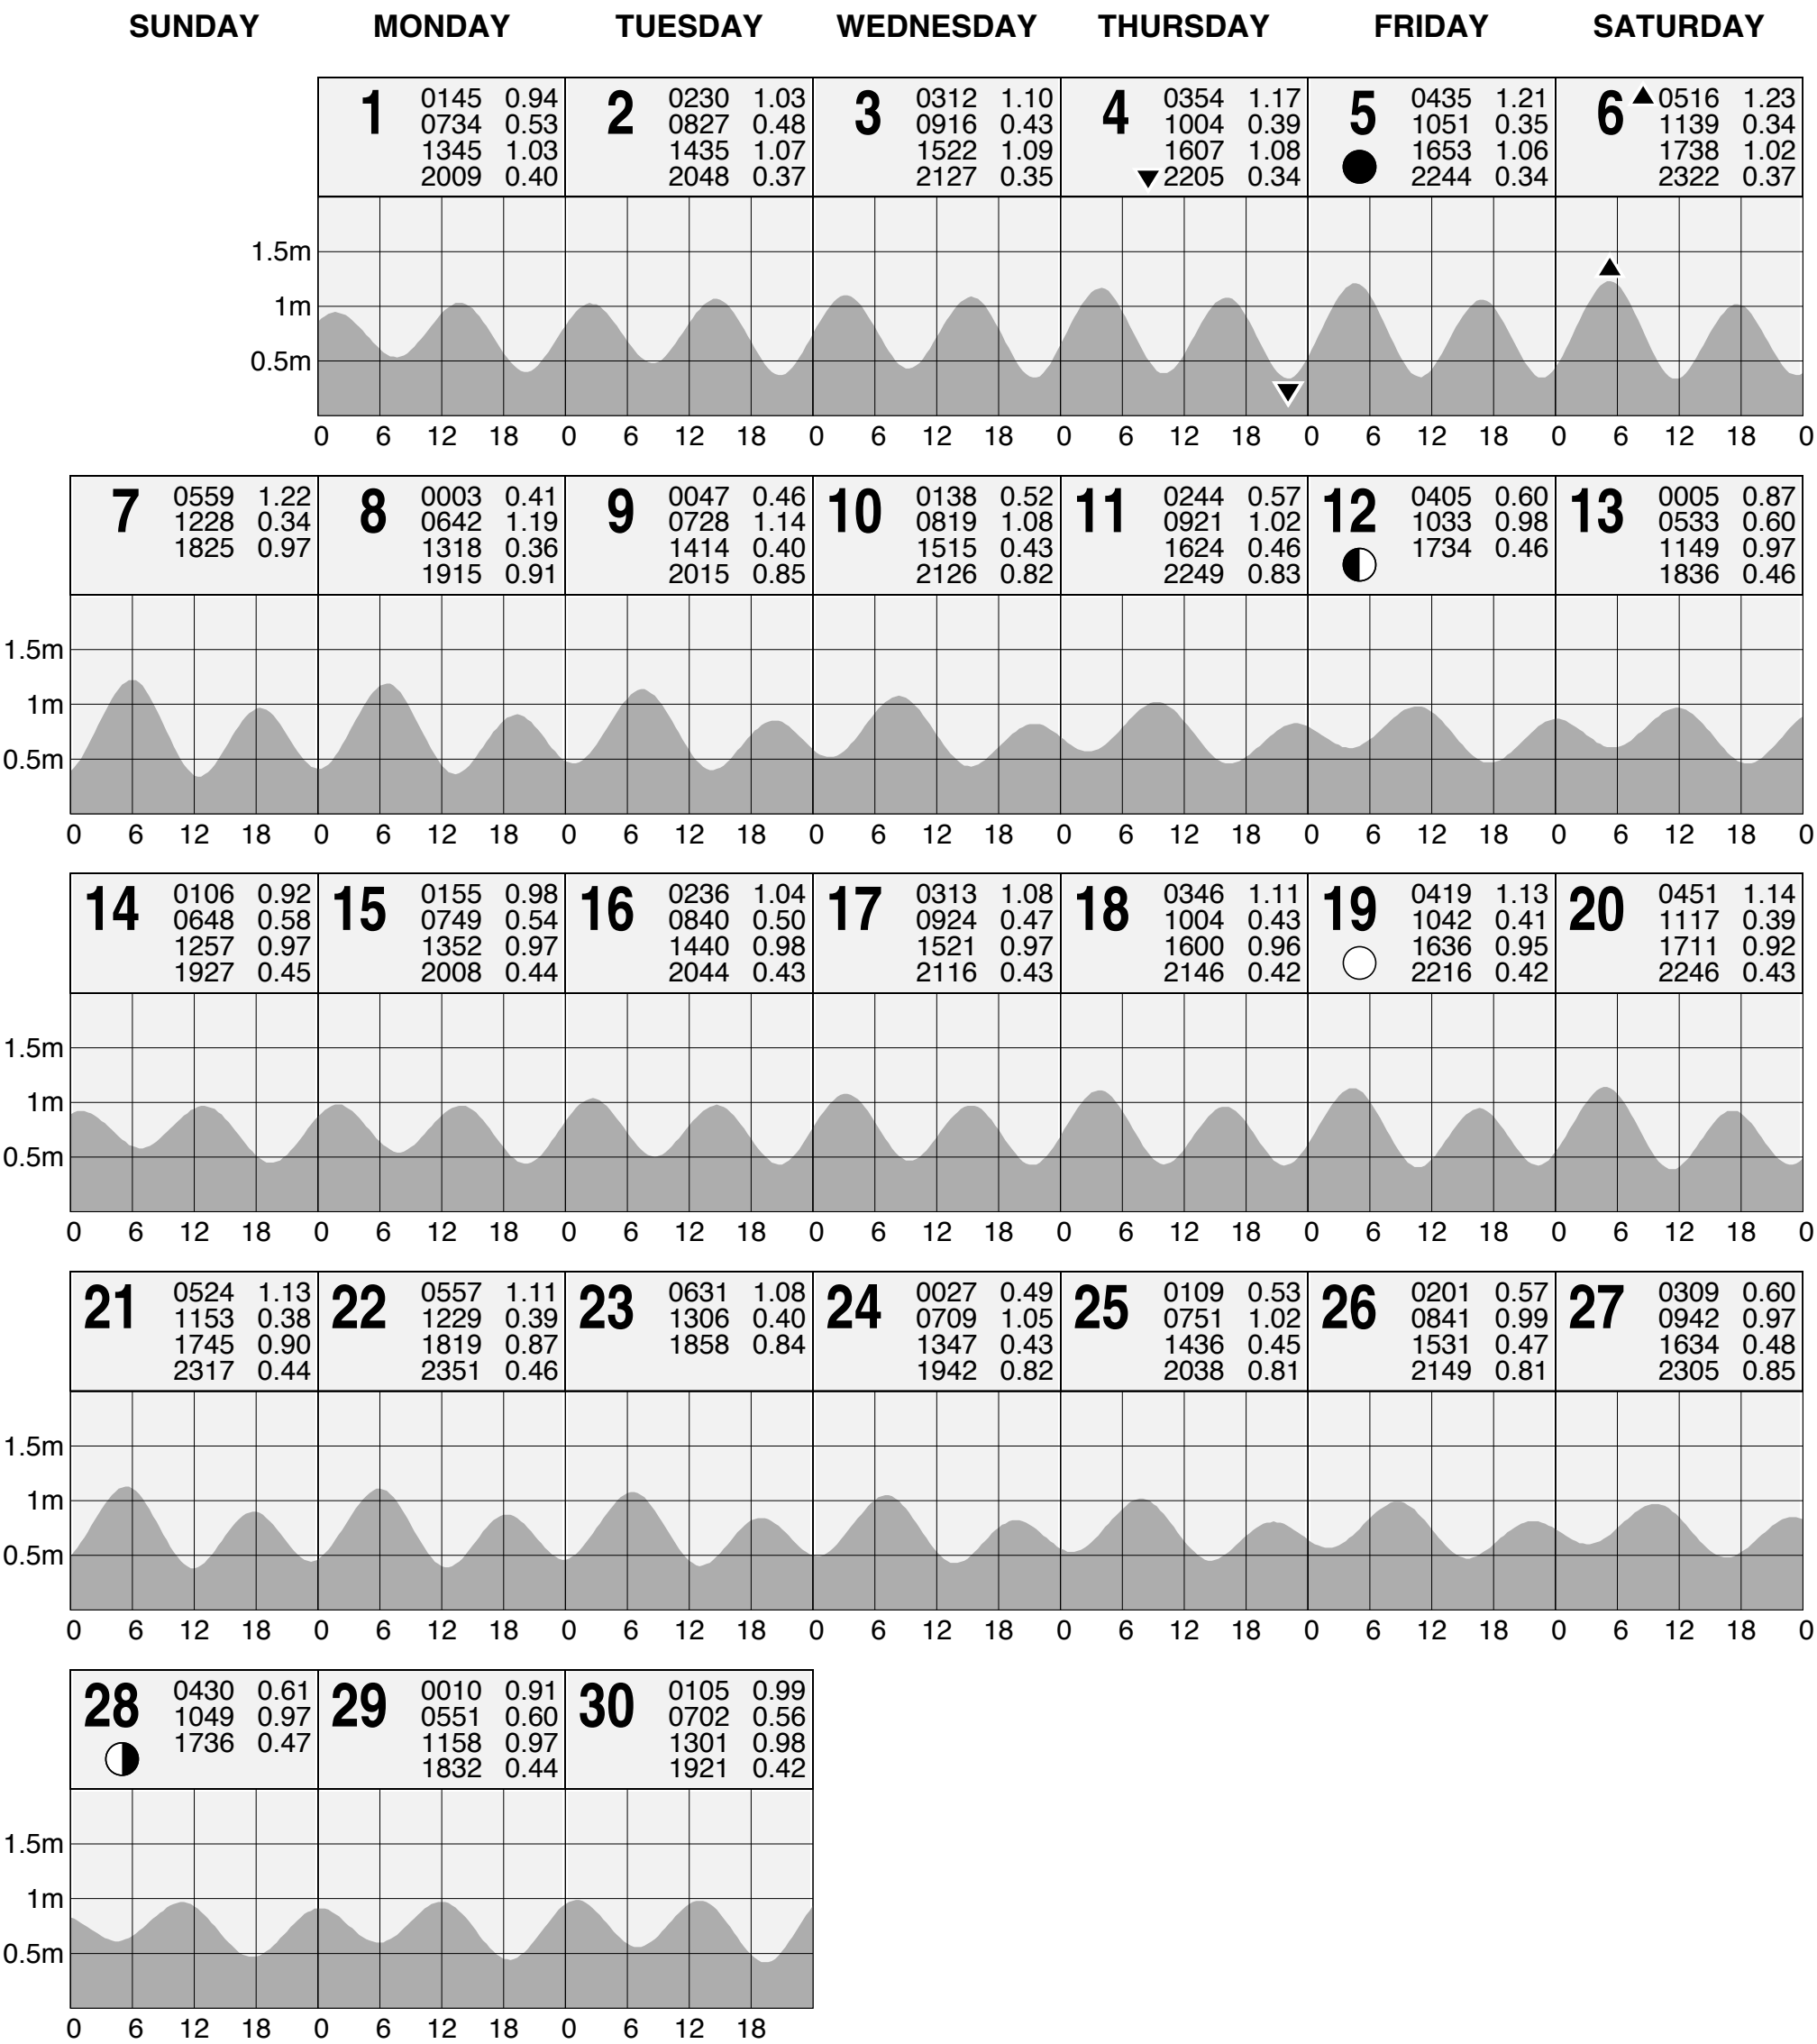 SUNDAY MONDAY TUESDAY WEDNESDAY THURSDAY FRIDAY SATURDAY
1 0145 0.94
0734 0.53
1345 1.03
2009 0.40
2 0230 1.03
0827 0.48
1435 1.07
2048 0.37
3 0312 1.10
0916 0.43
1522 1.09
2127 0.35
4 0354 1.17
1004 0.39
1607 1.08
2205 0.34
5 0435 1.21
1051 0.35
1653 1.06
2244 0.34
6 0516 1.23
1139 0.34
1738 1.02
2322 0.37
1.5m
1m
0.5m
0 6 12 18 0 6 12 18 0 6 12 18 0 6 12 18 0 6 12 18 0 6 12 18 0
7 0559 1.22
1228 0.34
1825 0.97
8 0003 0.41
0642 1.19
1318 0.36
1915 0.91
9 0047 0.46
0728 1.14
1414 0.40
2015 0.85
10 0138 0.52
0819 1.08
1515 0.43
2126 0.82
11 0244 0.57
0921 1.02
1624 0.46
2249 0.83
12 0405 0.60
1033 0.98
1734 0.46
13 0005 0.87
0533 0.60
1149 0.97
1836 0.46
1.5m
1m
0.5m
0 6 12 18 0 6 12 18 0 6 12 18 0 6 12 18 0 6 12 18 0 6 12 18 0 6 12 18 0
14 0106 0.92
0648 0.58
1257 0.97
1927 0.45
15 0155 0.98
0749 0.54
1352 0.97
2008 0.44
16 0236 1.04
0840 0.50
1440 0.98
2044 0.43
17 0313 1.08
0924 0.47
1521 0.97
2116 0.43
18 0346 1.11
1004 0.43
1600 0.96
2146 0.42
19 0419 1.13
1042 0.41
1636 0.95
2216 0.42
20 0451 1.14
1117 0.39
1711 0.92
2246 0.43
1.5m
1m
0.5m
0 6 12 18 0 6 12 18 0 6 12 18 0 6 12 18 0 6 12 18 0 6 12 18 0 6 12 18 0
21 0524 1.13
1153 0.38
1745 0.90
2317 0.44
22 0557 1.11
1229 0.39
1819 0.87
2351 0.46
23 0631 1.08
1306 0.40
1858 0.84
24 0027 0.49
0709 1.05
1347 0.43
1942 0.82
25 0109 0.53
0751 1.02
1436 0.45
2038 0.81
26 0201 0.57
0841 0.99
1531 0.47
2149 0.81
27 0309 0.60
0942 0.97
1634 0.48
2305 0.85
1.5m
1m
0.5m
0 6 12 18 0 6 12 18 0 6 12 18 0 6 12 18 0 6 12 18 0 6 12 18 0 6 12 18 0
28 0430 0.61
1049 0.97
1736 0.47
29 0010 0.91
0551 0.60
1158 0.97
1832 0.44
30 0105 0.99
0702 0.56
1301 0.98
1921 0.42
1.5m
1m
0.5m
0 6 12 18 0 6 12 18 0 6 12 18